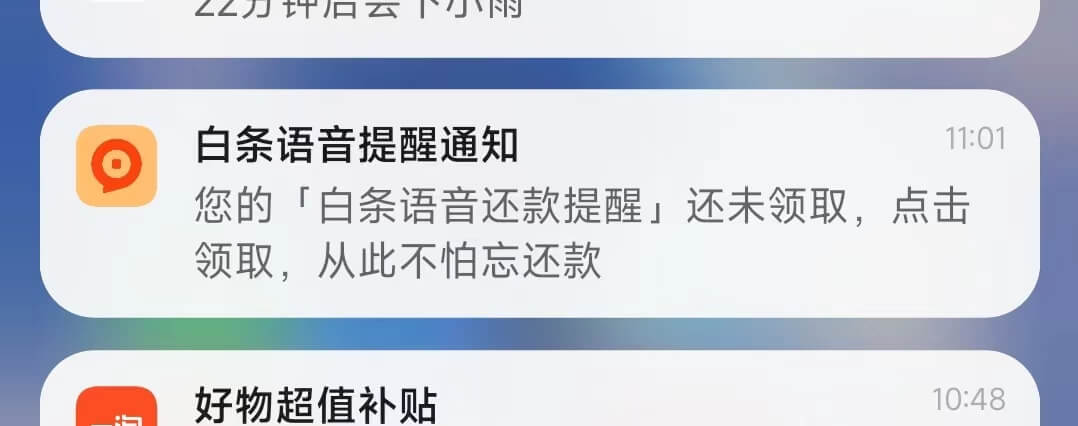 22分钟后会下小雨
白条语音提醒通知
11:01
您的「白条语音还款提醒」还未领取，点击
领取，从此不怕忘还款
好物超值补贴
10:48
一淘